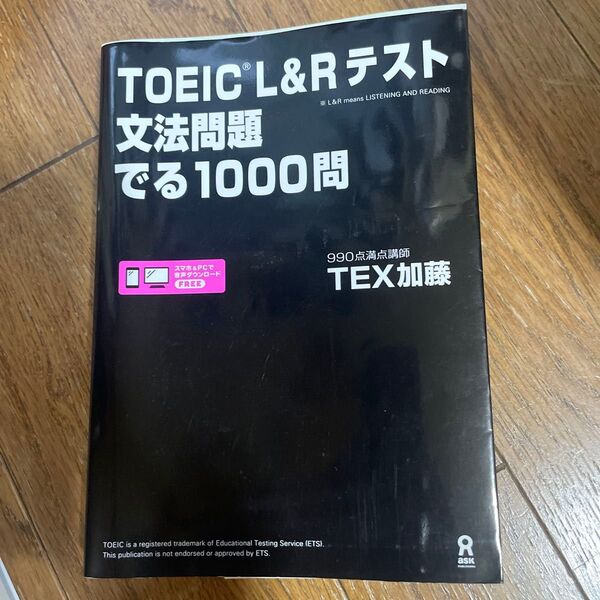 TOEIC® L&Rテスト
※ L&R means LISTENING AND READING
文法問題
でる1000問
990点満点講師
TEX加藤
スマホ&PCで
音声ダウンロード
FREE
TOEIC is a registered trademark of Educational Testing Service (ETS).
This publication is not endorsed or approved by ETS.
ask
PUBLISHING